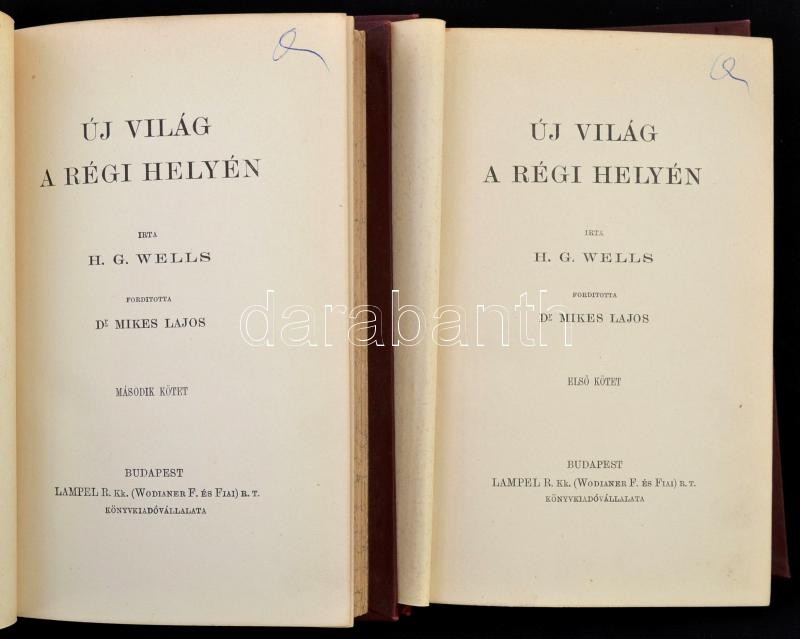 ÚJ VILÁG
A RÉGI HELYÉN
IRTA
H. G. WELLS
FORDITOTTA
Dr. MIKES LAJOS
MÁSODIK KÖTET
BUDAPEST
LAMPEL R. Kk. (WODIANER F. ÉS FIAI) R. T.
KÖNYVKIADÓVÁLLALATA
ÚJ VILÁG
A RÉGI HELYÉN
IRTA
H. G. WELLS
FORDITOTTA
Dr. MIKES LAJOS
ELSŐ KÖTET
BUDAPEST
LAMPEL R. Kk. (WODIANER F. ÉS FIAI) R. T.
KÖNYVKIADÓVÁLLALATA
darabanth